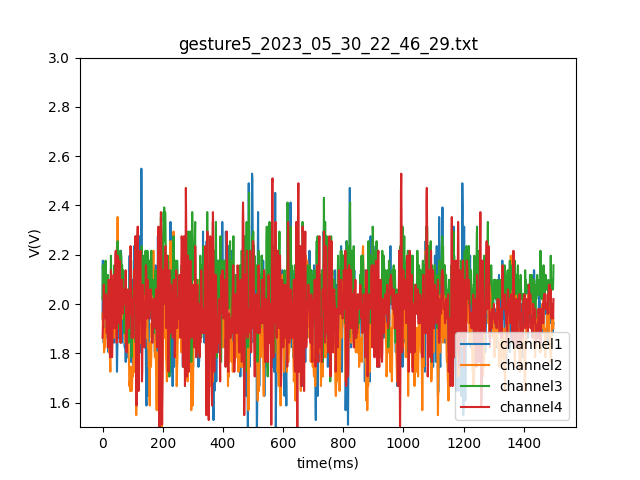 gesture5_2023_05_30_22_46_29.txt
3.0
2.8
2.6
2.4
2.2
2.0
1.8
1.6
V(V)
channel1
channel2
channel3
channel4
0 200 400 600 800 1000 1200 1400
time(ms)